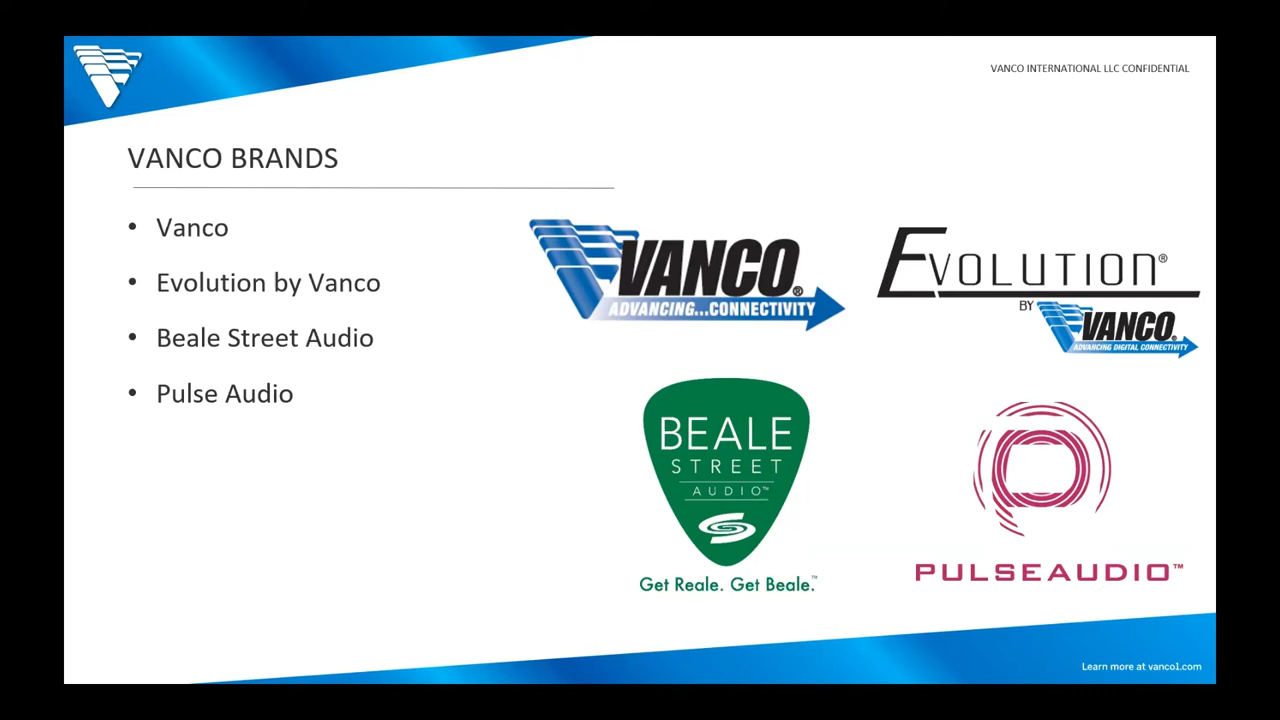 VANCO INTERNATIONAL LLC CONFIDENTIAL
VANCO BRANDS
• Vanco
• Evolution by Vanco
• Beale Street Audio
• Pulse Audio
VANCO®
ADVANCING...CONNECTIVITY
EVOLUTION®
BY VANCO®
ADVANCING DIGITAL CONNECTIVITY
BEALE
STREET
AUDIO™
Get Reale. Get Beale.™
PULSEAUDIO™
Learn more at vanco1.com